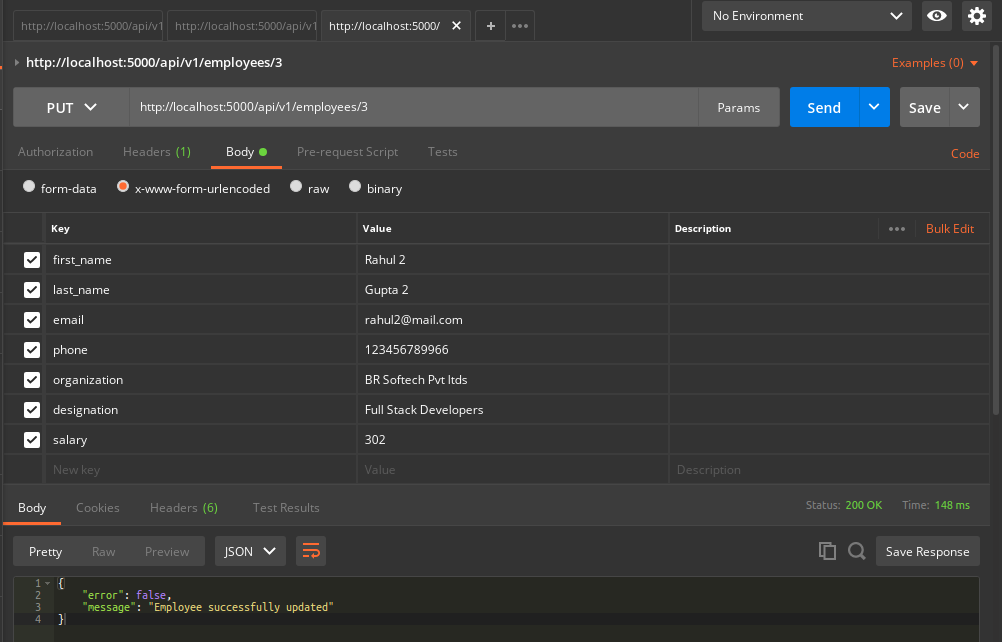 http://localhost:5000/api/v1 http://localhost:5000/api/v1 http://localhost:5000/ ✕ + ••• No Environment
http://localhost:5000/api/v1/employees/3 Examples (0)
PUT http://localhost:5000/api/v1/employees/3 Params Send Save
Authorization Headers (1) Body Pre-request Script Tests Code
form-data x-www-form-urlencoded raw binary
Key Value Description ••• Bulk Edit
first_name Rahul 2
last_name Gupta 2
email rahul2@mail.com
phone 123456789966
organization BR Softech Pvt ltds
designation Full Stack Developers
salary 302
New key Value Description
Body Cookies Headers (6) Test Results Status: 200 OK Time: 148 ms
Pretty Raw Preview JSON Save Response
1 {
2 "error": false,
3 "message": "Employee successfully updated"
4 }